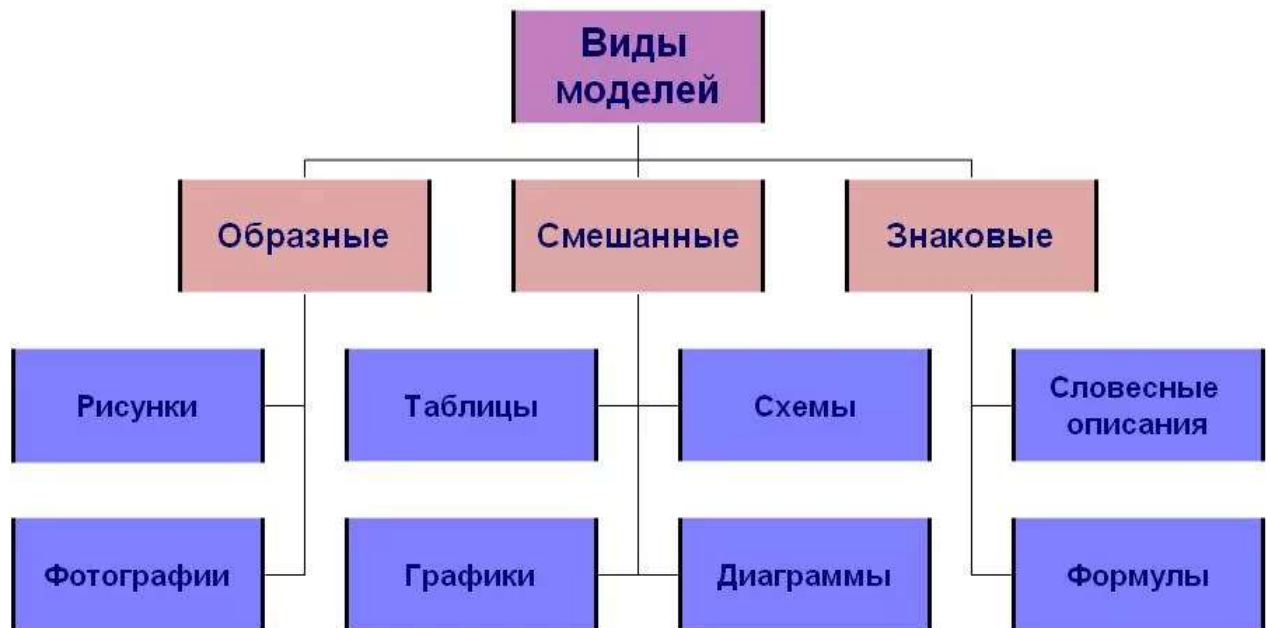 Виды
моделей
Образные
Смешанные
Знаковые
Рисунки
Таблицы
Схемы
Словесные
описания
Фотографии
Графики
Диаграммы
Формулы